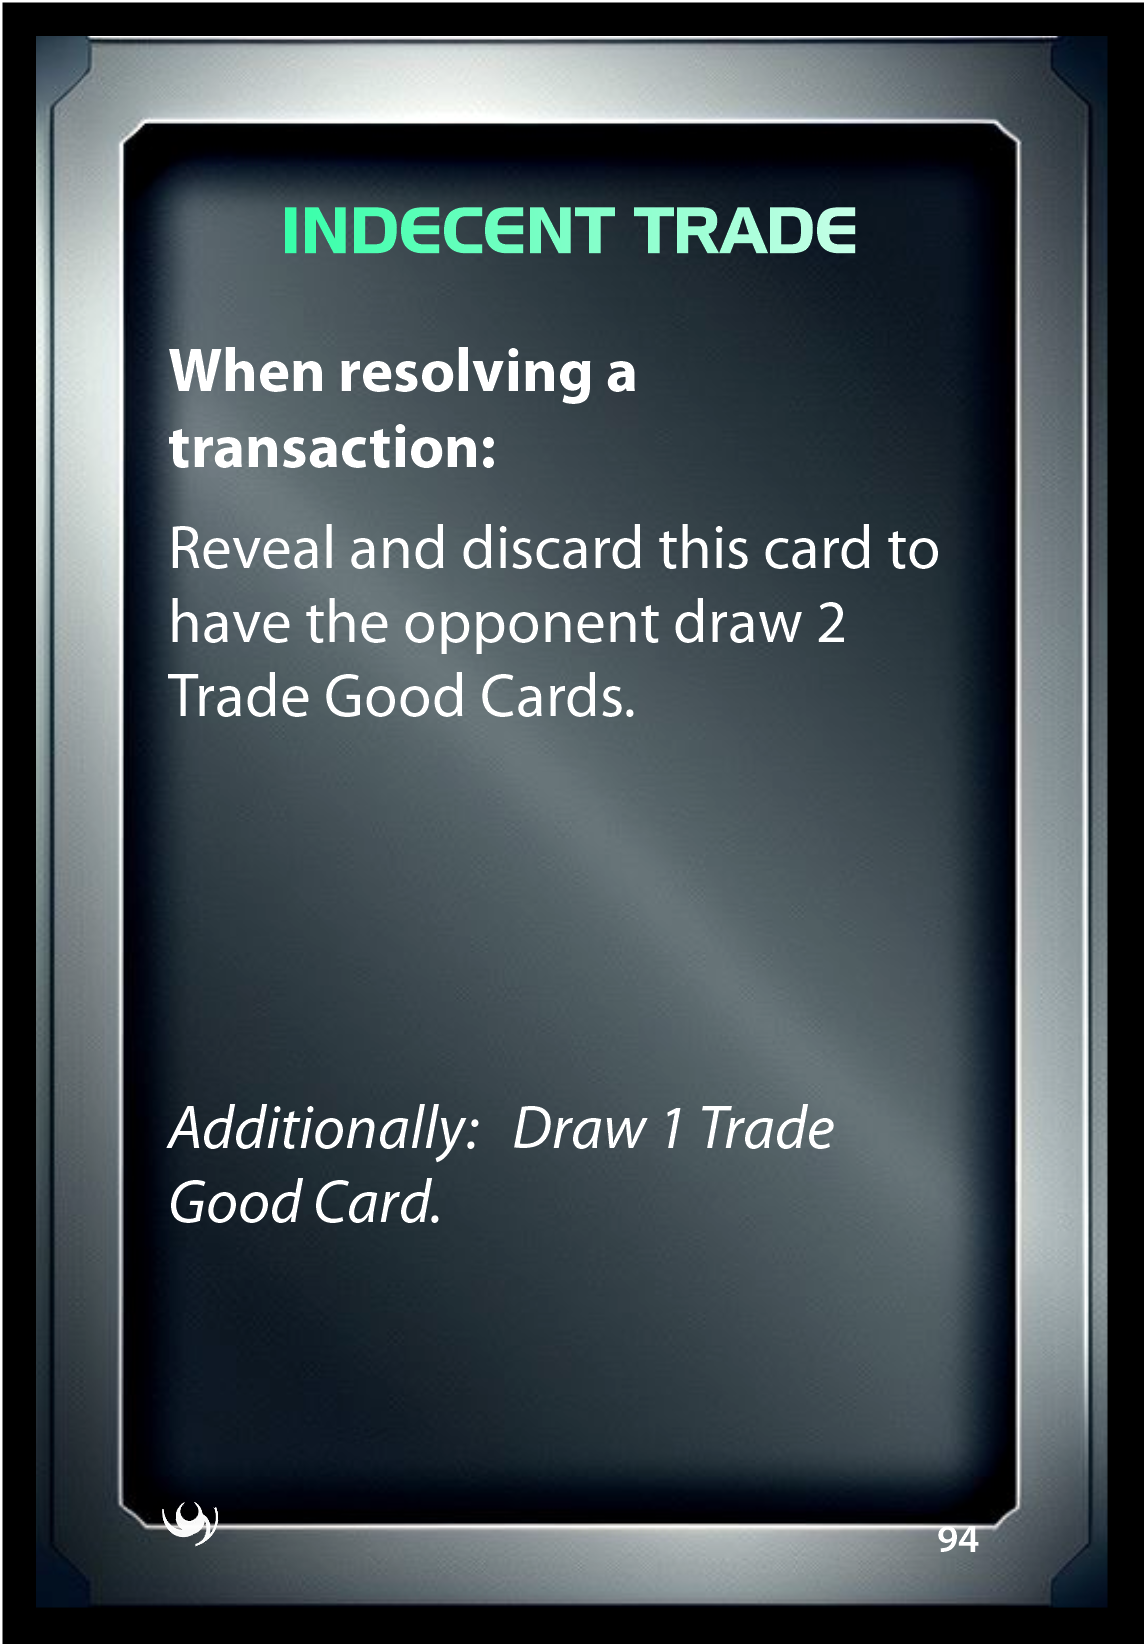 INDECENT TRADE
When resolving a
transaction:
Reveal and discard this card to
have the opponent draw 2
Trade Good Cards.
Additionally: Draw 1 Trade
Good Card.
94